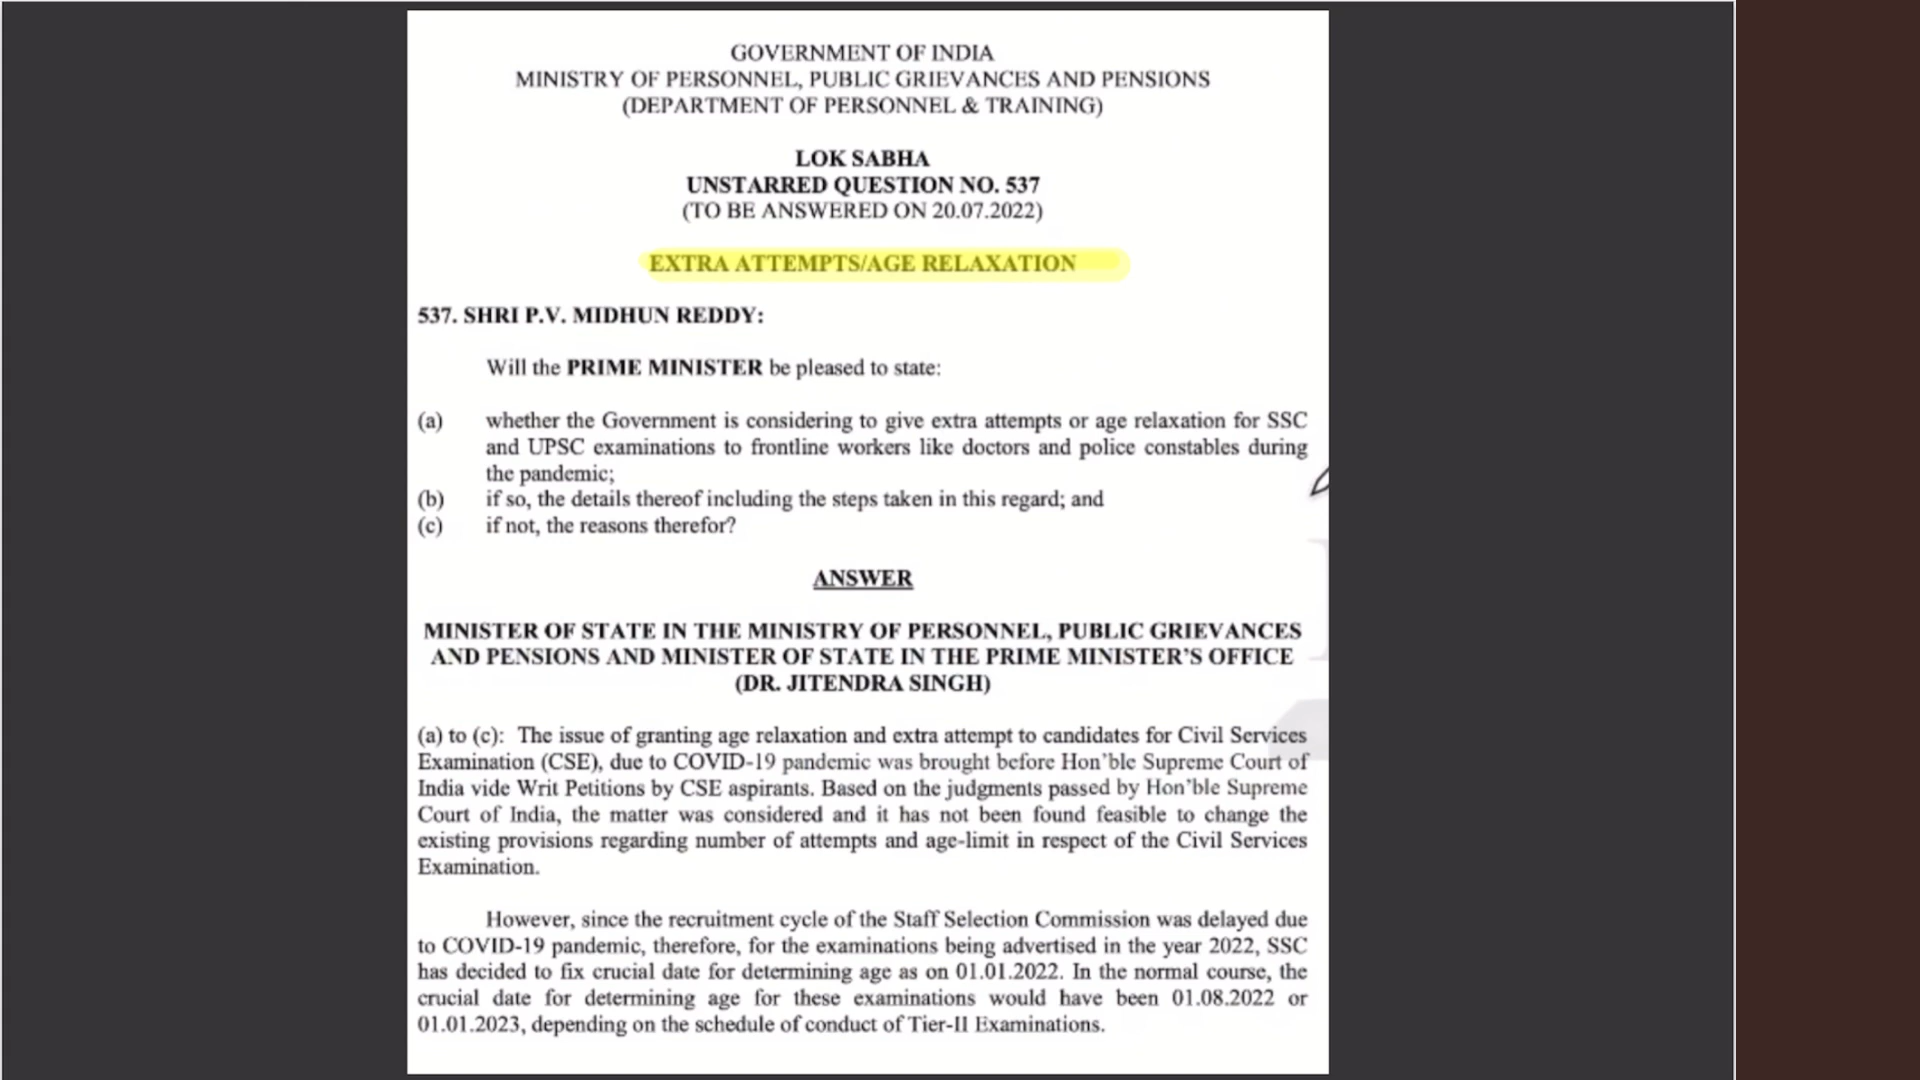 GOVERNMENT OF INDIA
MINISTRY OF PERSONNEL, PUBLIC GRIEVANCES AND PENSIONS
(DEPARTMENT OF PERSONNEL & TRAINING)
LOK SABHA
UNSTARRED QUESTION NO. 537
(TO BE ANSWERED ON 20.07.2022)
EXTRA ATTEMPTS/AGE RELAXATION
537. SHRI P.V. MIDHUN REDDY:
Will the PRIME MINISTER be pleased to state:
(a) whether the Government is considering to give extra attempts or age relaxation for SSC
and UPSC examinations to frontline workers like doctors and police constables during
the pandemic;
(b) if so, the details thereof including the steps taken in this regard; and
(c) if not, the reasons therefor?
ANSWER
MINISTER OF STATE IN THE MINISTRY OF PERSONNEL, PUBLIC GRIEVANCES
AND PENSIONS AND MINISTER OF STATE IN THE PRIME MINISTER'S OFFICE
(DR. JITENDRA SINGH)
(a) to (c): The issue of granting age relaxation and extra attempt to candidates for Civil Services
Examination (CSE), due to COVID-19 pandemic was brought before Hon'ble Supreme Court of
India vide Writ Petitions by CSE aspirants. Based on the judgments passed by Hon'ble Supreme
Court of India, the matter was considered and it has not been found feasible to change the
existing provisions regarding number of attempts and age-limit in respect of the Civil Services
Examination.
However, since the recruitment cycle of the Staff Selection Commission was delayed due
to COVID-19 pandemic, therefore, for the examinations being advertised in the year 2022, SSC
has decided to fix crucial date for determining age as on 01.01.2022. In the normal course, the
crucial date for determining age for these examinations would have been 01.08.2022 or
01.01.2023, depending on the schedule of conduct of Tier-II Examinations.